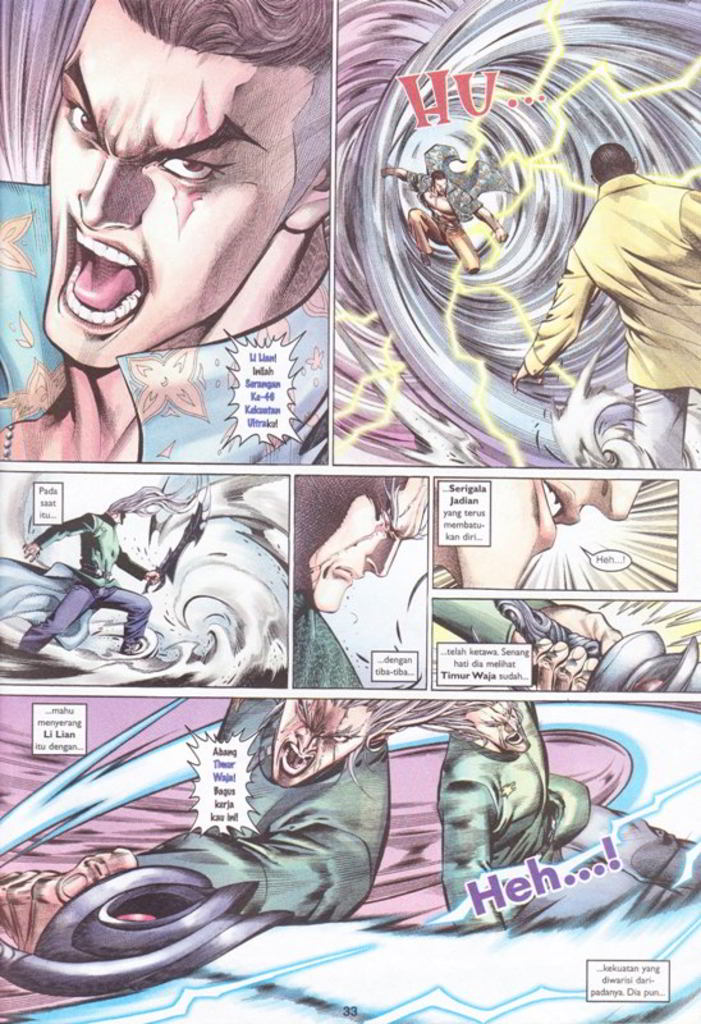 HU...
Li Lian!
Inilah
Serangan
Ke-46
Kekuatan
Ultraku!
Pada
saat
itu...
...dengan
tiba-tiba...
...Serigala
yang terus
membatu-
kan diri...
Heh...!
...telah ketawa. Senang
hati dia melihat
Timur Waja sudah...
...mahu
menyerang
Li Lian
itu dengan...
Abang
Timur
Waja!
Bagus
kerja
kau ini!
Heh...!
...kekuatan yang
diwarisi dari-
padanya. Dia pun...
33